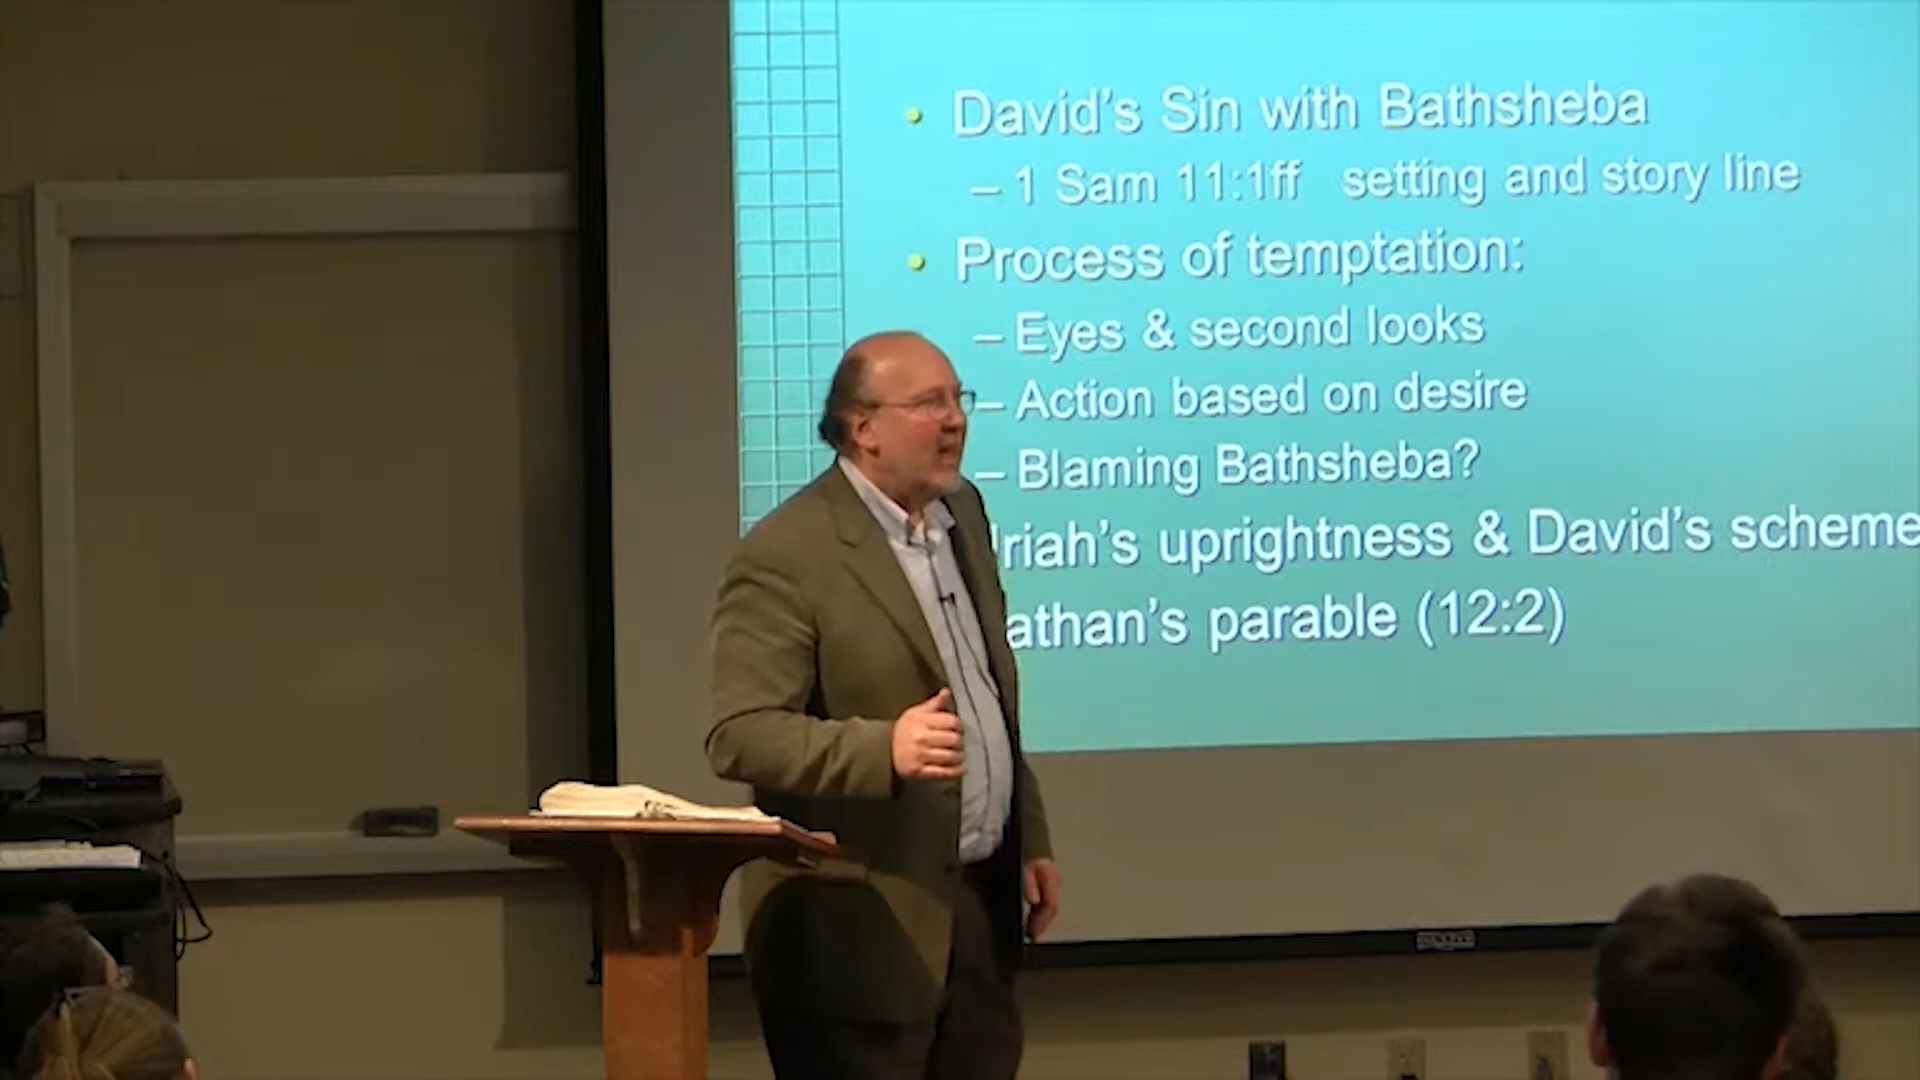 • David's Sin with Bathsheba
– 1 Sam 11:1ff setting and story line
• Process of temptation:
– Eyes & second looks
– Action based on desire
– Blaming Bathsheba?
riah's uprightness & David's scheme
athan's parable (12:2)